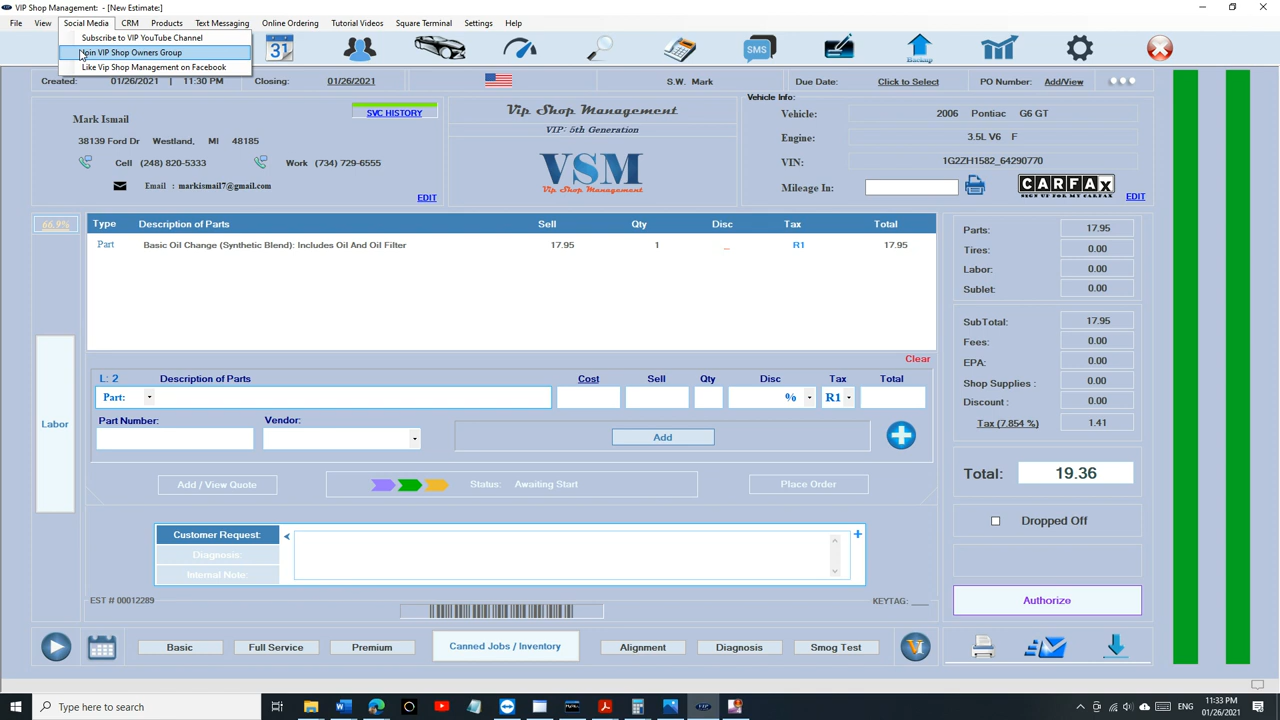 VIP Shop Management: - [New Estimate:]
File View Social Media CRM Products Text Messaging Online Ordering Tutorial Videos Square Terminal Settings Help
Subscribe to VIP YouTube Channel
Join VIP Shop Owners Group
Like Vip Shop Management on Facebook
31
SMS
Backup
Created: 01/26/2021 | 11:30 PM Closing: 01/26/2021 S.W. Mark Due Date: Click to Select PO Number: Add/View
Mark Ismail
SVC HISTORY
38139 Ford Dr Westland, MI 48185
Cell (248) 820-5333 Work (734) 729-6555
Email : markismail7@gmail.com
EDIT
Vip Shop Management
VIP: 5th Generation
VSM
Vip Shop Management
Vehicle Info:
Vehicle: 2006 Pontiac G6 GT
Engine: 3.5L V6 F
VIN: 1G2ZH1582_64290770
Mileage In:
CARFAX
SIGN UP FOR MY CARFAX
EDIT
66.9%
Type Description of Parts Sell Qty Disc Tax Total
Part Basic Oil Change (Synthetic Blend): Includes Oil And Oil Filter 17.95 1 _ R1 17.95
Clear
L: 2 Description of Parts Cost Sell Qty Disc Tax Total
Part: % R1
Part Number: Vendor:
Add
Labor
Add / View Quote Status: Awaiting Start Place Order
Customer Request:
Diagnosis:
Internal Note:
EST # 00012289 KEYTAG: ____
Basic Full Service Premium Canned Jobs / Inventory Alignment Diagnosis Smog Test
Parts: 17.95
Tires: 0.00
Labor: 0.00
Sublet: 0.00
SubTotal: 17.95
Fees: 0.00
EPA: 0.00
Shop Supplies : 0.00
Discount : 0.00
Tax (7.854 %) 1.41
Total: 19.36
Dropped Off
Authorize
Type here to search
ENG
11:33 PM
01/26/2021